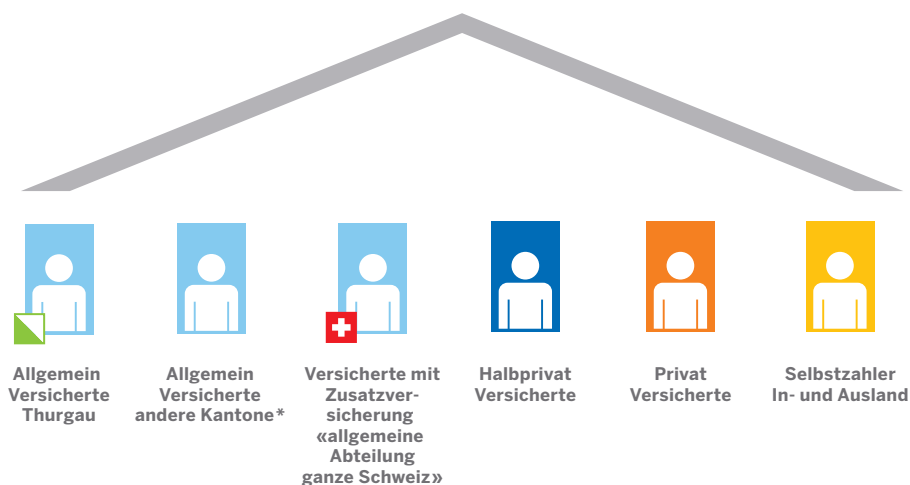 Allgemein
Versicherte
Thurgau
Allgemein
Versicherte
andere Kantone*
Versicherte mit
Zusatzver-
sicherung
«allgemeine
Abteilung
ganze Schweiz»
Halbprivat
Versicherte
Privat
Versicherte
Selbstzahler
In- und Ausland